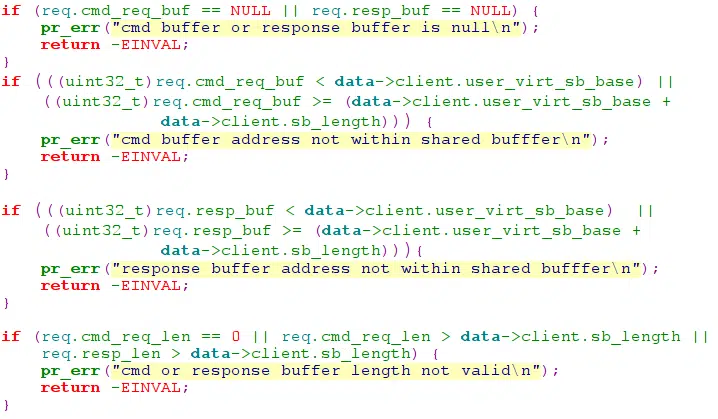 if (req.cmd_req_buf == NULL || req.resp_buf == NULL) {
pr_err("cmd buffer or response buffer is null\n");
return -EINVAL;
}
if (((uint32_t)req.cmd_req_buf < data->client.user_virt_sb_base) ||
((uint32_t)req.cmd_req_buf >= (data->client.user_virt_sb_base +
data->client.sb_length))) {
pr_err("cmd buffer address not within shared bufffer\n");
return -EINVAL;
}
if (((uint32_t)req.resp_buf < data->client.user_virt_sb_base) ||
((uint32_t)req.resp_buf >= (data->client.user_virt_sb_base +
data->client.sb_length))){
pr_err("response buffer address not within shared bufffer\n");
return -EINVAL;
}
if (req.cmd_req_len == 0 || req.cmd_req_len > data->client.sb_length ||
req.resp_len > data->client.sb_length) {
pr_err("cmd or response buffer length not valid\n");
return -EINVAL;
}